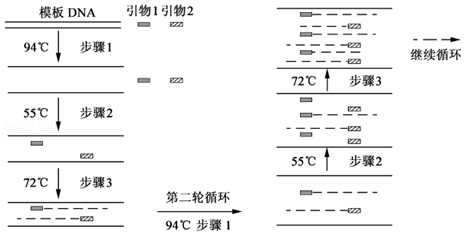 模板 DNA 引物1 引物2
94℃ 步骤1
55℃ 步骤2
72℃ 步骤3
第二轮循环
94℃ 步骤 1
55℃ 步骤2
72℃ 步骤3
继续循环